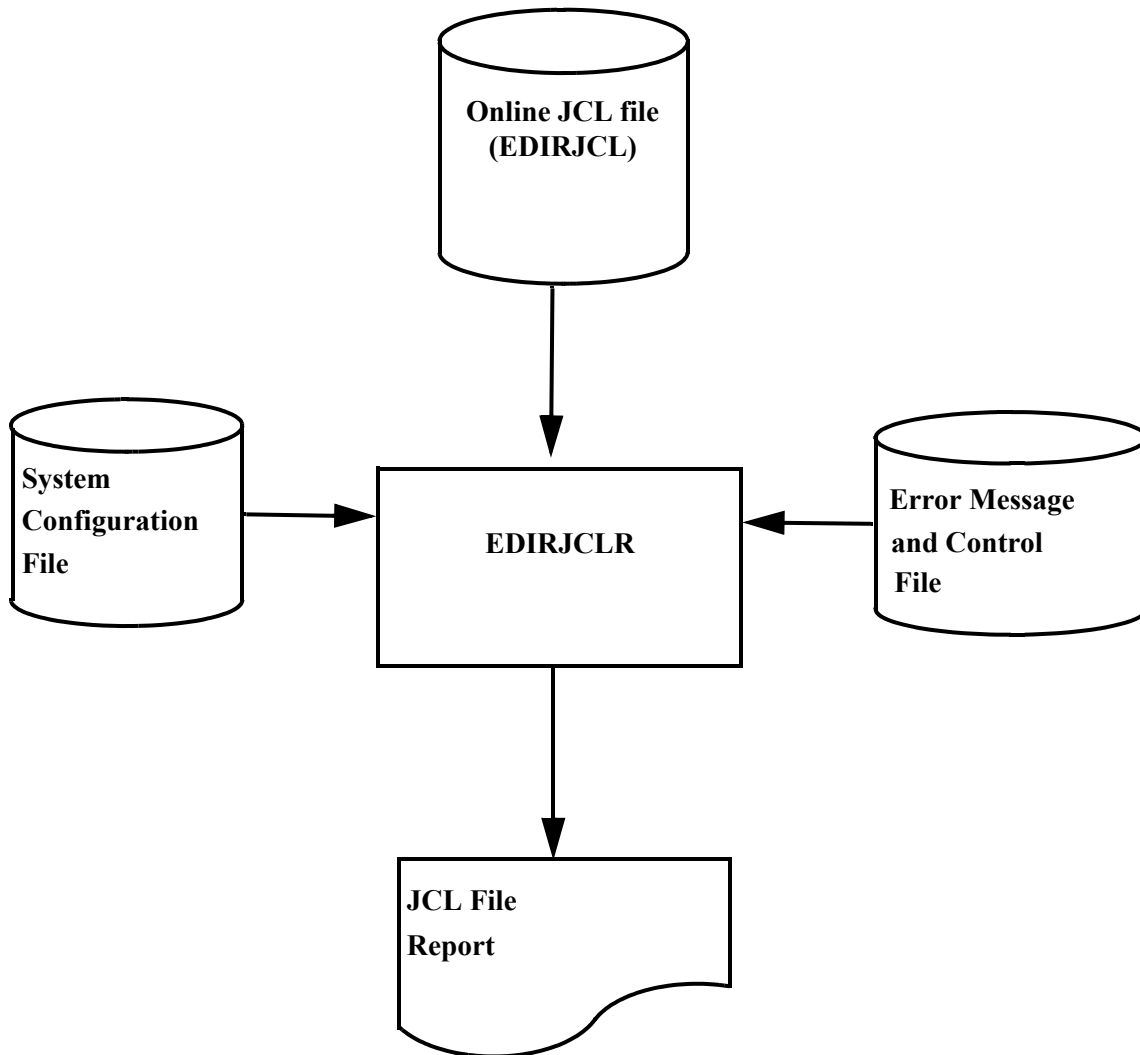 Online JCL file
(EDIRJCL)
System
Configuration
File
EDIRJCLR
Error Message
and Control
File
JCL File
Report